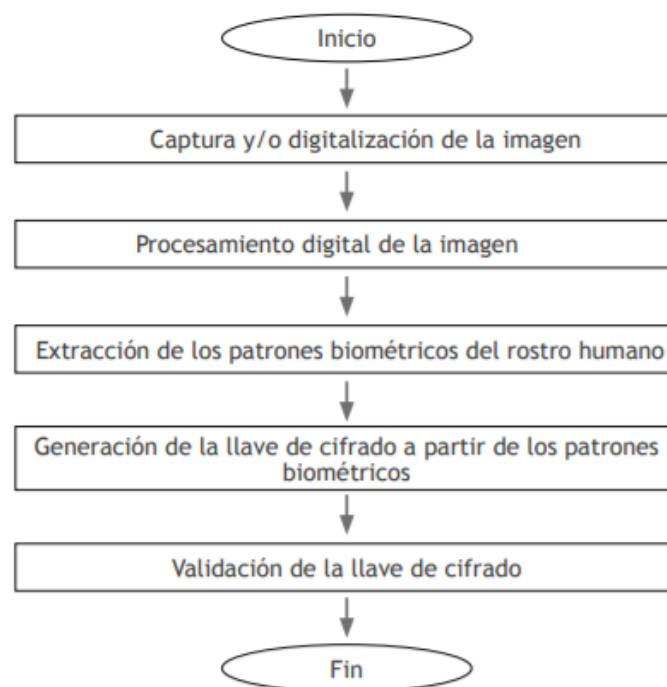 Inicio
Captura y/o digitalización de la imagen
Procesamiento digital de la imagen
Extracción de los patrones biométricos del rostro humano
Generación de la llave de cifrado a partir de los patrones
biométricos
Validación de la llave de cifrado
Fin